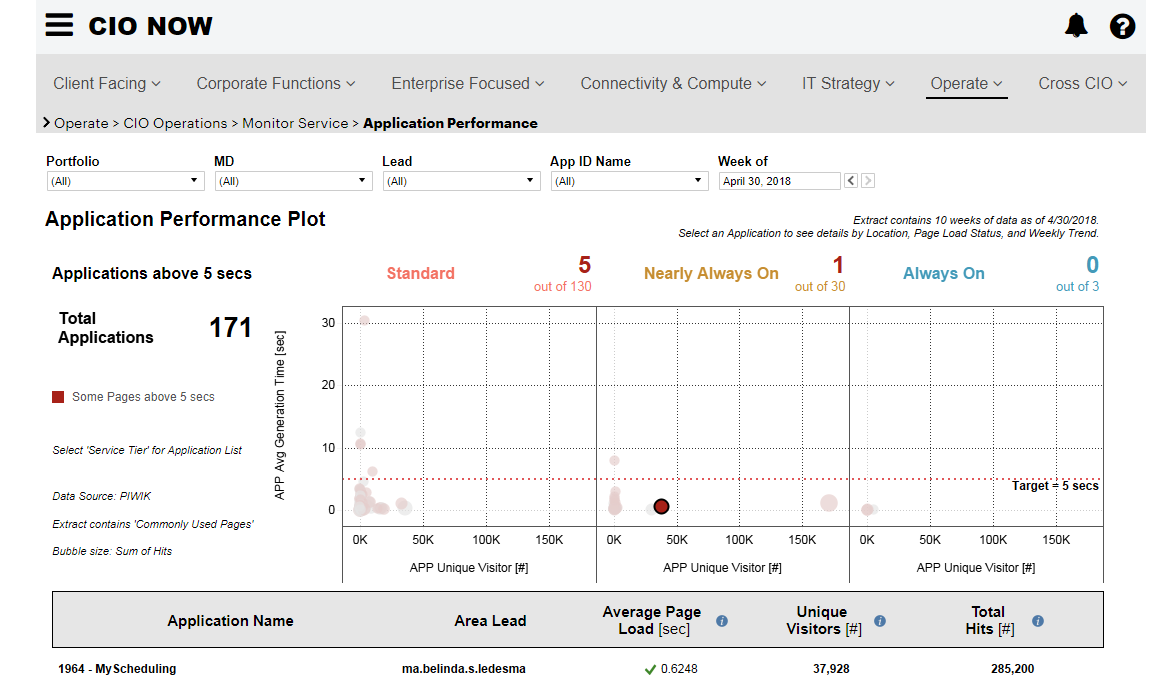 CIO NOW
Client Facing
Corporate Functions
Enterprise Focused
Connectivity & Compute
IT Strategy
Operate
Cross CIO
Operate > CIO Operations > Monitor Service > Application Performance
Portfolio
MD
Lead
App ID Name
Week of
(All)
(All)
(All)
(All)
April 30, 2018
Application Performance Plot
Extract contains 10 weeks of data as of 4/30/2018.
Select an Application to see details by Location, Page Load Status, and Weekly Trend.
Applications above 5 secs
Standard
5
out of 130
Nearly Always On
1
out of 30
Always On
0
out of 3
Total
Applications
171
Some Pages above 5 secs
Select 'Service Tier' for Application List
Data Source: PIWIK
Extract contains 'Commonly Used Pages'
Bubble size: Sum of Hits
APP Avg Generation Time [sec]
30
20
10
0
Target = 5 secs
0K 50K 100K 150K
0K 50K 100K 150K
0K 50K 100K 150K
APP Unique Visitor [#]
APP Unique Visitor [#]
APP Unique Visitor [#]
Application Name
Area Lead
Average Page
Load [sec]
Unique
Visitors [#]
Total
Hits [#]
1964 - MyScheduling
ma.belinda.s.ledesma
0.6248
37,928
285,200